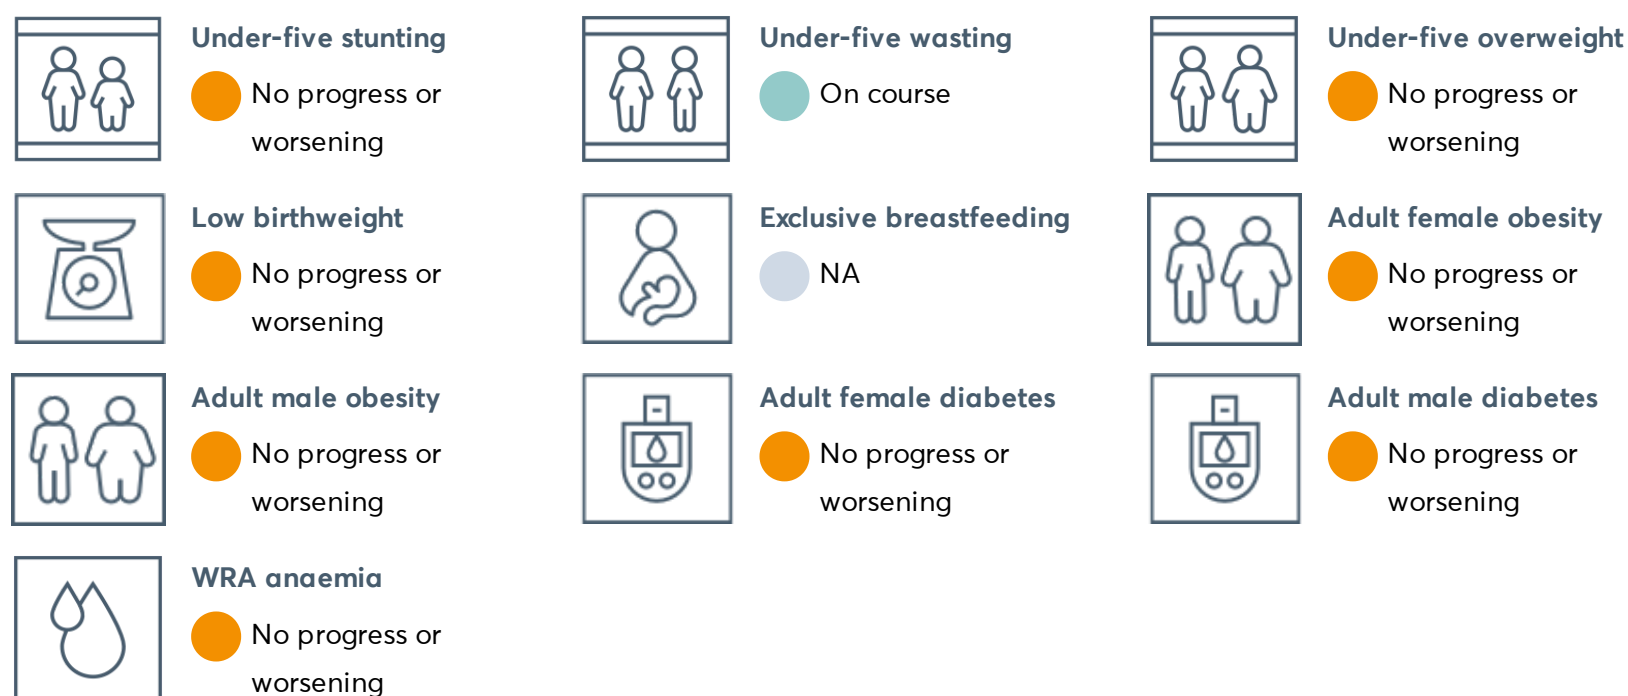 Under-five stunting
No progress or
worsening
Under-five wasting
On course
Under-five overweight
No progress or
worsening
Low birthweight
No progress or
worsening
Exclusive breastfeeding
NA
Adult female obesity
No progress or
worsening
Adult male obesity
No progress or
worsening
Adult female diabetes
No progress or
worsening
Adult male diabetes
No progress or
worsening
WRA anaemia
No progress or
worsening